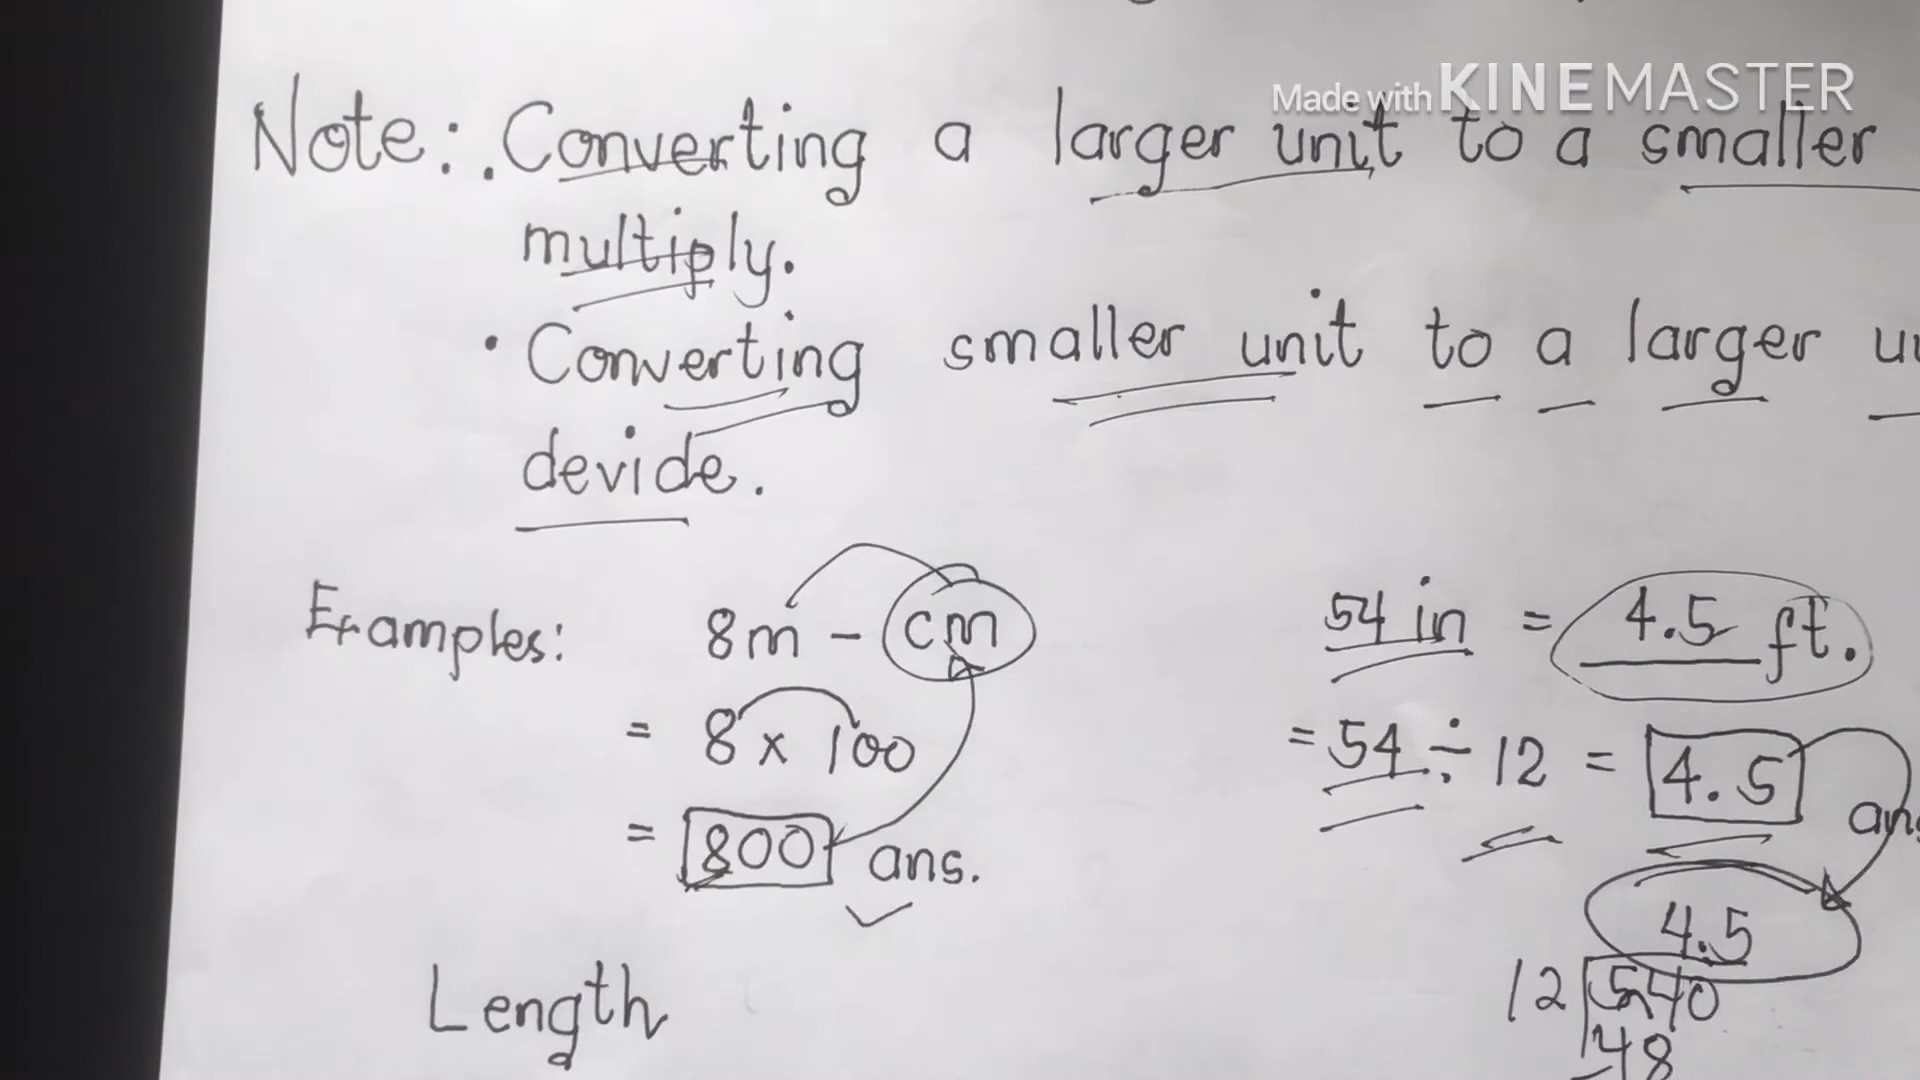 Made with KINEMASTER
Note: . Converting a larger unit to a smaller
multiply.
• Converting smaller unit to a larger
devide.
Examples: 8m - cm
= 8 x 100
= 800 ans.
54 in = 4.5 ft.
= 54 ÷ 12 = 4.5
ans
4.5
12 540
48
Length